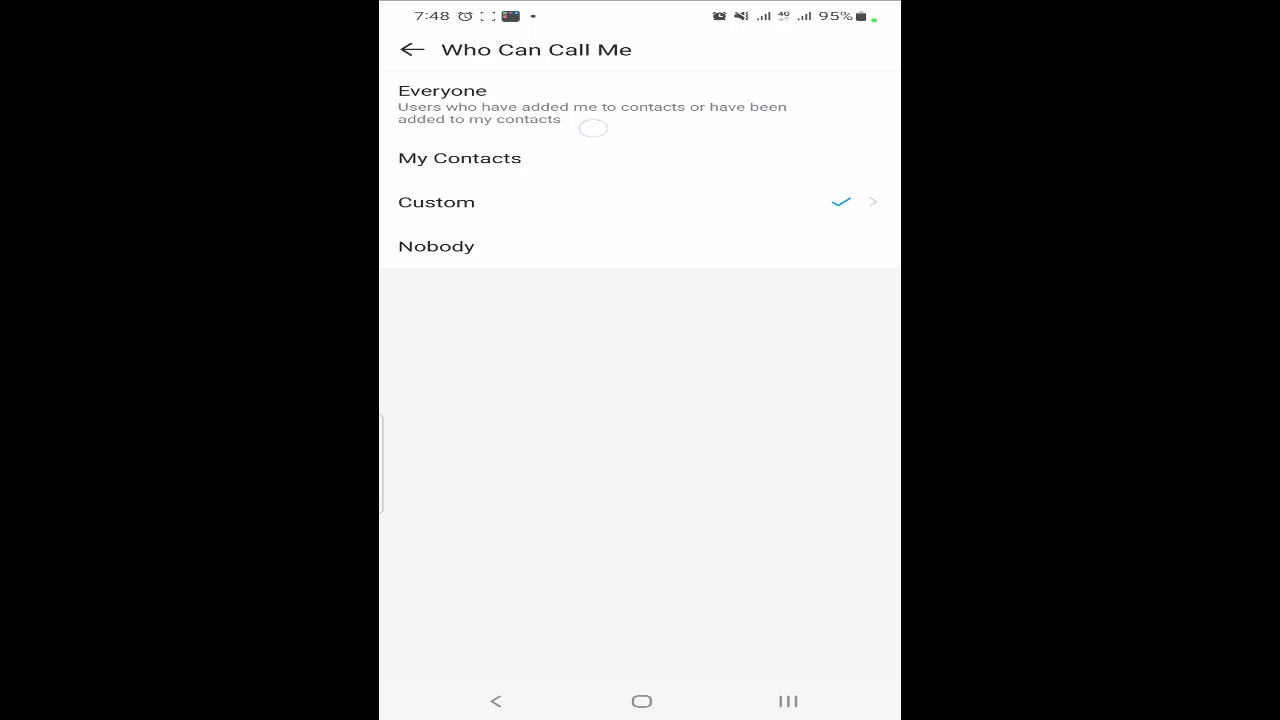 7:48 4G 95%
Who Can Call Me
Everyone
Users who have added me to contacts or have been
added to my contacts
My Contacts
Custom
Nobody